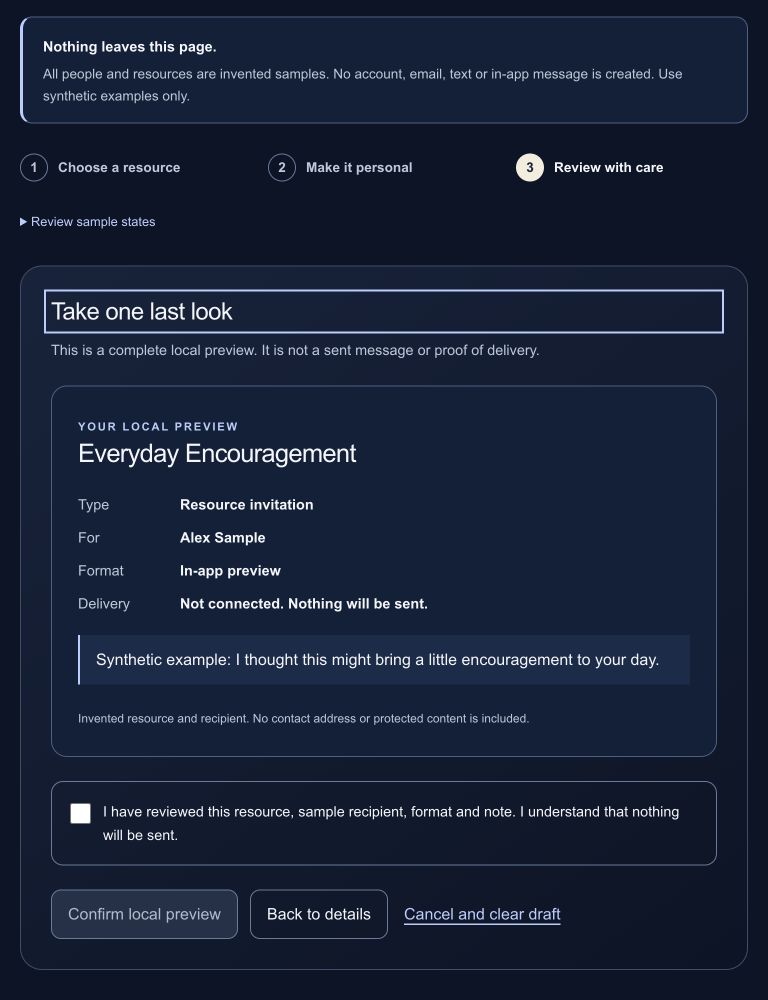 Nothing leaves this page.
All people and resources are invented samples. No account, email, text or in-app message is created. Use
synthetic examples only.
1 Choose a resource
2 Make it personal
3 Review with care
Review sample states
Take one last look
This is a complete local preview. It is not a sent message or proof of delivery.
YOUR LOCAL PREVIEW
Everyday Encouragement
Type Resource invitation
For Alex Sample
Format In-app preview
Delivery Not connected. Nothing will be sent.
Synthetic example: I thought this might bring a little encouragement to your day.
Invented resource and recipient. No contact address or protected content is included.
I have reviewed this resource, sample recipient, format and note. I understand that nothing
will be sent.
Confirm local preview
Back to details
Cancel and clear draft